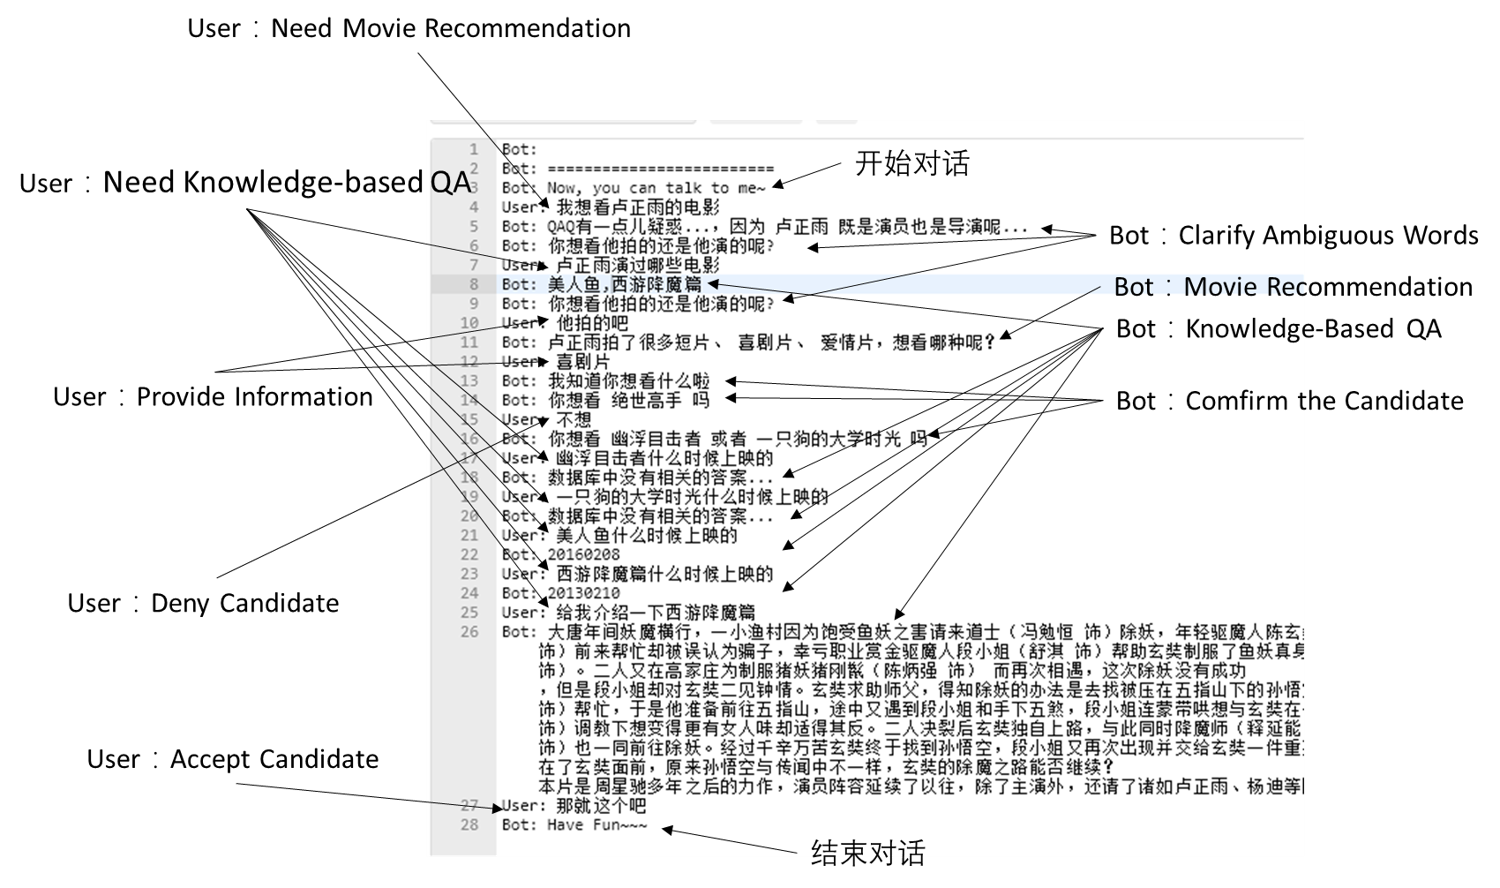 User：Need Movie Recommendation
开始对话
User：Need Knowledge-based QA
Bot：Clarify Ambiguous Words
Bot：Movie Recommendation
Bot：Knowledge-Based QA
User：Provide Information
Bot：Comfirm the Candidate
User：Deny Candidate
User：Accept Candidate
结束对话
1 Bot:
2 Bot: =========================
3 Bot: Now, you can talk to me~
4 User: 我想看卢正雨的电影
5 Bot: QAQ有一点儿疑惑...，因为 卢正雨 既是演员也是导演呢...
6 Bot: 你想看他拍的还是他演的呢?
7 User: 卢正雨演过哪些电影
8 Bot: 美人鱼,西游降魔篇
9 Bot: 你想看他拍的还是他演的呢?
10 User: 他拍的吧
11 Bot: 卢正雨拍了很多短片、 喜剧片、 爱情片，想看哪种呢？
12 User: 喜剧片
13 Bot: 我知道你想看什么啦
14 Bot: 你想看 绝世高手 吗
15 User: 不想
16 Bot: 你想看 幽浮目击者 或者 一只狗的大学时光 吗
17 User: 幽浮目击者什么时候上映的
18 Bot: 数据库中没有相关的答案...
19 User: 一只狗的大学时光什么时候上映的
20 Bot: 数据库中没有相关的答案...
21 User: 美人鱼什么时候上映的
22 Bot: 20160208
23 User: 西游降魔篇什么时候上映的
24 Bot: 20130210
25 User: 给我介绍一下西游降魔篇
26 Bot: 大唐年间妖魔横行，一小渔村因为饱受鱼妖之害请来道士（冯勉恒 饰）除妖，年轻驱魔人陈玄
饰）前来帮忙却被误认为骗子，幸亏职业赏金驱魔人段小姐（舒淇 饰）帮助玄奘制服了鱼妖真身
饰）。二人又在高家庄为制服猪妖猪刚鬣（陈炳强 饰） 而再次相遇，这次除妖没有成功
，但是段小姐却对玄奘二见钟情。玄奘求助师父，得知除妖的办法是去找被压在五指山下的孙悟
饰）帮忙，于是他准备前往五指山，途中又遇到段小姐和手下五煞，段小姐连蒙带哄想与玄奘在
饰）调教下想变得更有女人味却适得其反。二人决裂后玄奘独自上路，与此同时降魔师（释延能
饰）也一同前往除妖。经过千辛万苦玄奘终于找到孙悟空，段小姐又再次出现并交给玄奘一件重
在了玄奘面前，原来孙悟空与传闻中不一样，玄奘的除魔之路能否继续？
本片是周星驰多年之后的力作，演员阵容延续了以往，除了主演外，还请了诸如卢正雨、杨迪等
27 User: 那就这个吧
28 Bot: Have Fun~~~